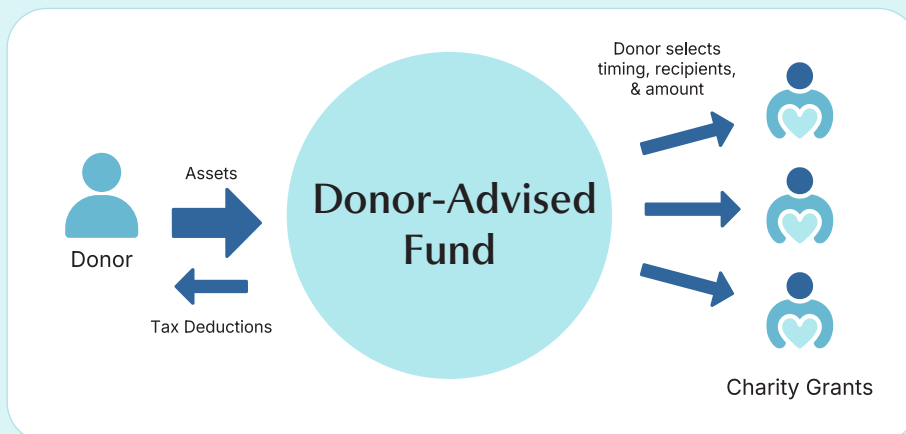 Donor selects
timing, recipients,
& amount
Assets
Donor-Advised
Fund
Donor
Tax Deductions
Charity Grants